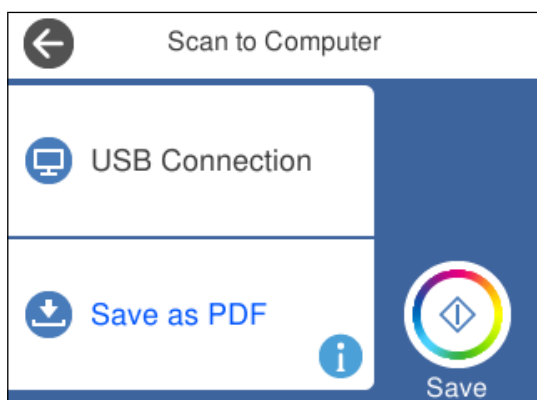 Scan to Computer
USB Connection
Save as PDF
i
Save